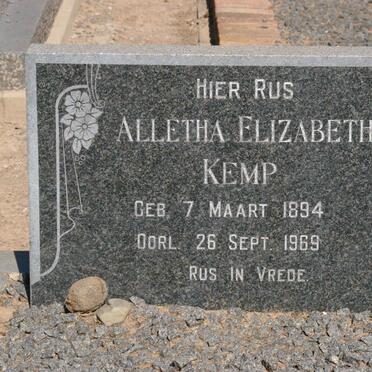 HIER RUS
ALLETHA ELIZABETH
KEMP
GEB. 7 MAART 1894
OORL. 26 SEPT. 1969
RUS IN VREDE